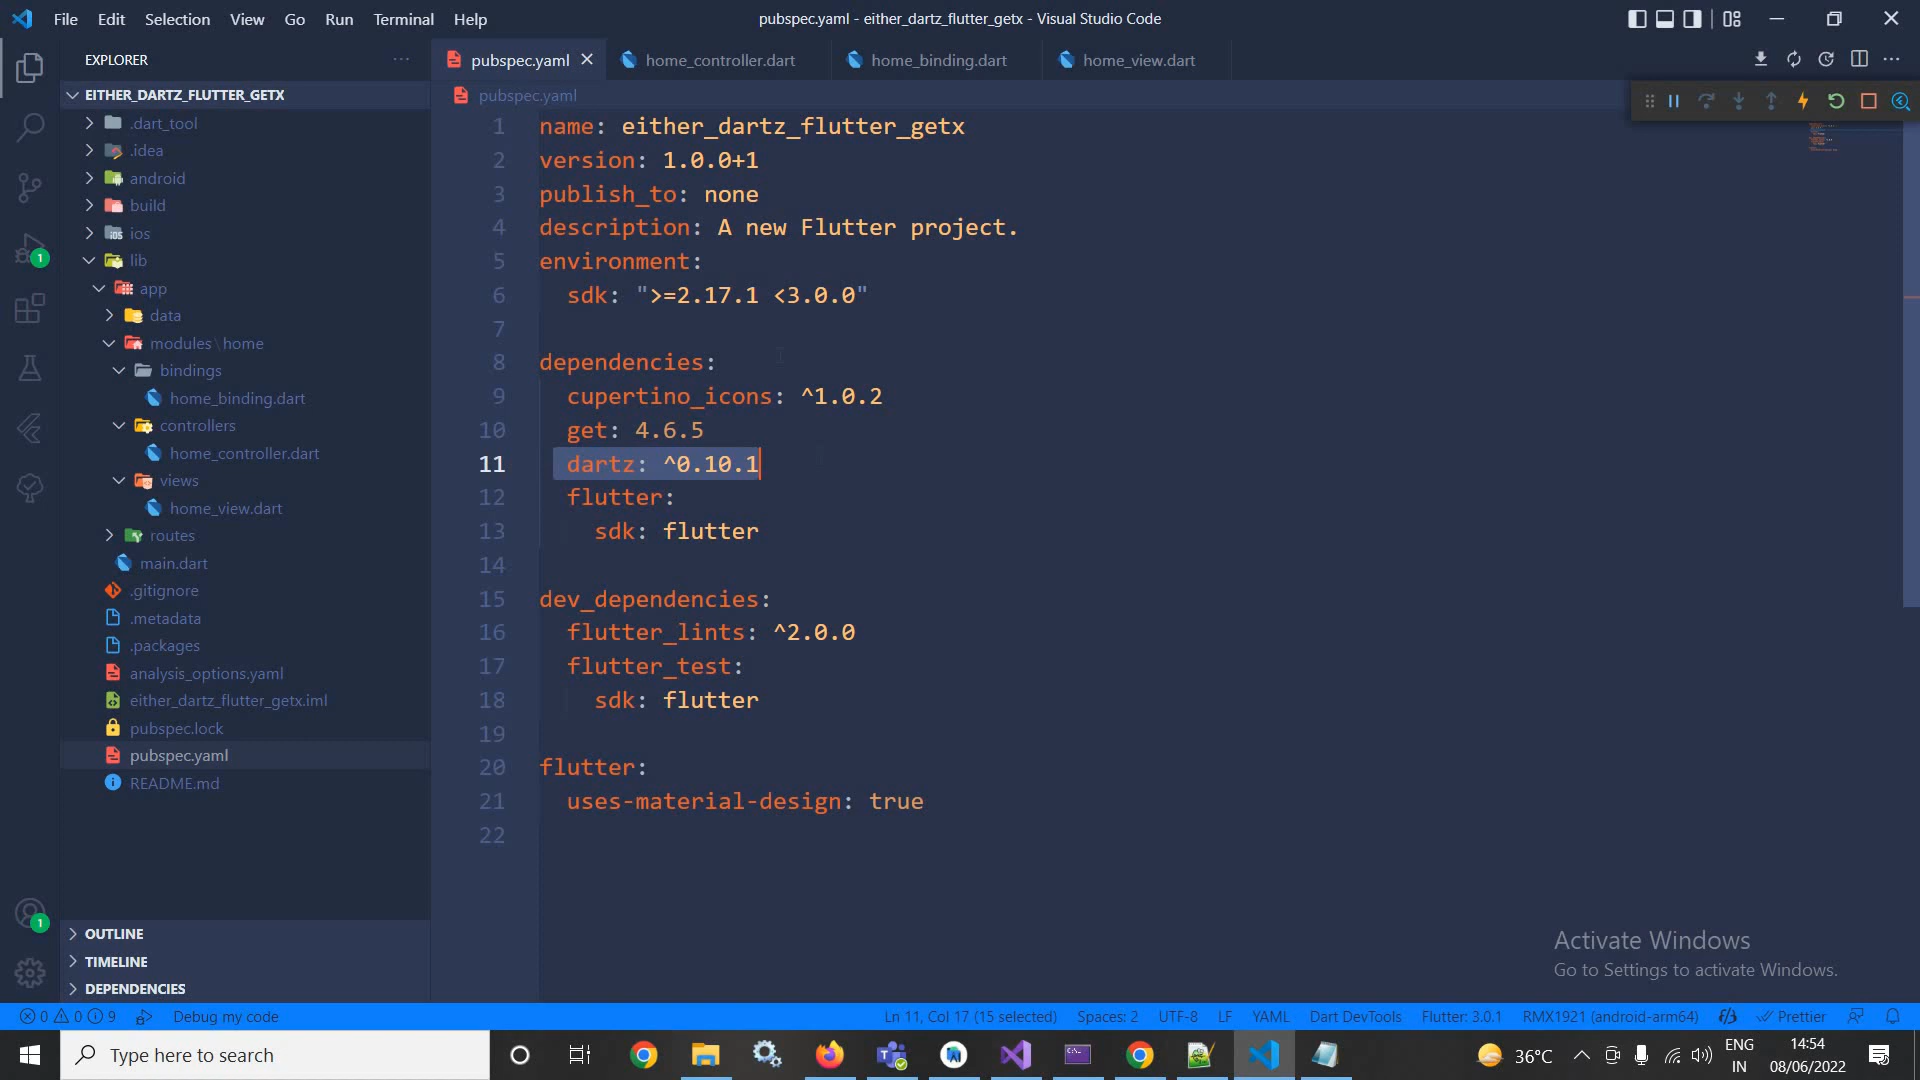 File Edit Selection View Go Run Terminal Help
pubspec.yaml - either_dartz_flutter_getx - Visual Studio Code
EXPLORER
EITHER_DARTZ_FLUTTER_GETX
.dart_tool
.idea
android
build
ios
lib
app
data
modules \ home
bindings
home_binding.dart
controllers
home_controller.dart
views
home_view.dart
routes
main.dart
.gitignore
.metadata
.packages
analysis_options.yaml
either_dartz_flutter_getx.iml
pubspec.lock
pubspec.yaml
README.md
OUTLINE
TIMELINE
DEPENDENCIES
1
1
pubspec.yaml home_controller.dart home_binding.dart home_view.dart
pubspec.yaml
1 name: either_dartz_flutter_getx
2 version: 1.0.0+1
3 publish_to: none
4 description: A new Flutter project.
5 environment:
6 sdk: ">=2.17.1 <3.0.0"
7
8 dependencies:
9 cupertino_icons: ^1.0.2
10 get: 4.6.5
11 dartz: ^0.10.1
12 flutter:
13 sdk: flutter
14
15 dev_dependencies:
16 flutter_lints: ^2.0.0
17 flutter_test:
18 sdk: flutter
19
20 flutter:
21 uses-material-design: true
22
Activate Windows
Go to Settings to activate Windows.
0 0 9 Debug my code Ln 11, Col 17 (15 selected) Spaces: 2 UTF-8 LF YAML Dart DevTools Flutter: 3.0.1 RMX1921 (android-arm64) Prettier
Type here to search
36°C
ENG
IN
14:54
08/06/2022